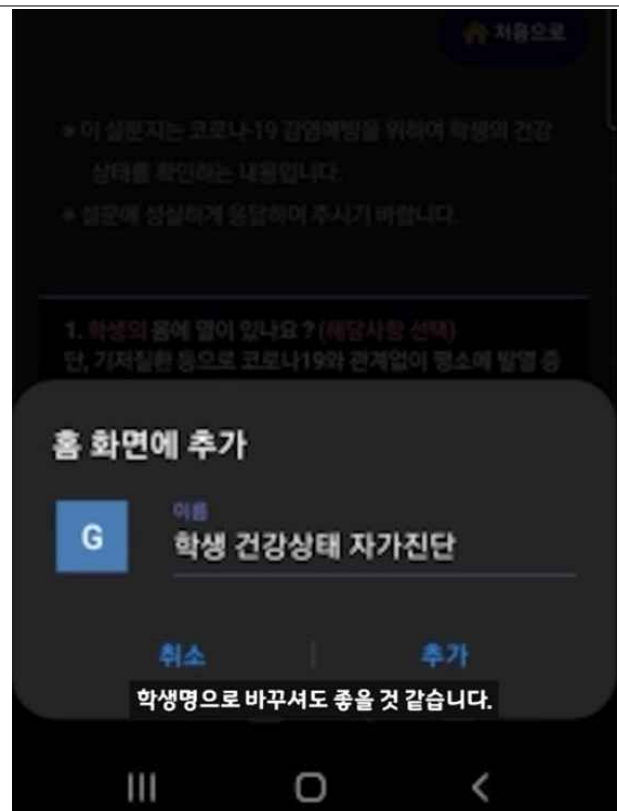 처음으로
※ 이 설문지는 코로나-19 감염예방을 위하여 학생의 건강
상태를 확인하는 내용입니다.
※ 설문에 성실하게 응답하여 주시기 바랍니다.
1. 학생의 몸에 열이 있나요 ? (해당사항 선택)
단, 기저질환 등으로 코로나19와 관계없이 평소에 발열 증
홈 화면에 추가
G
이름
학생 건강상태 자가진단
취소
추가
학생명으로 바꾸셔도 좋을 것 같습니다.